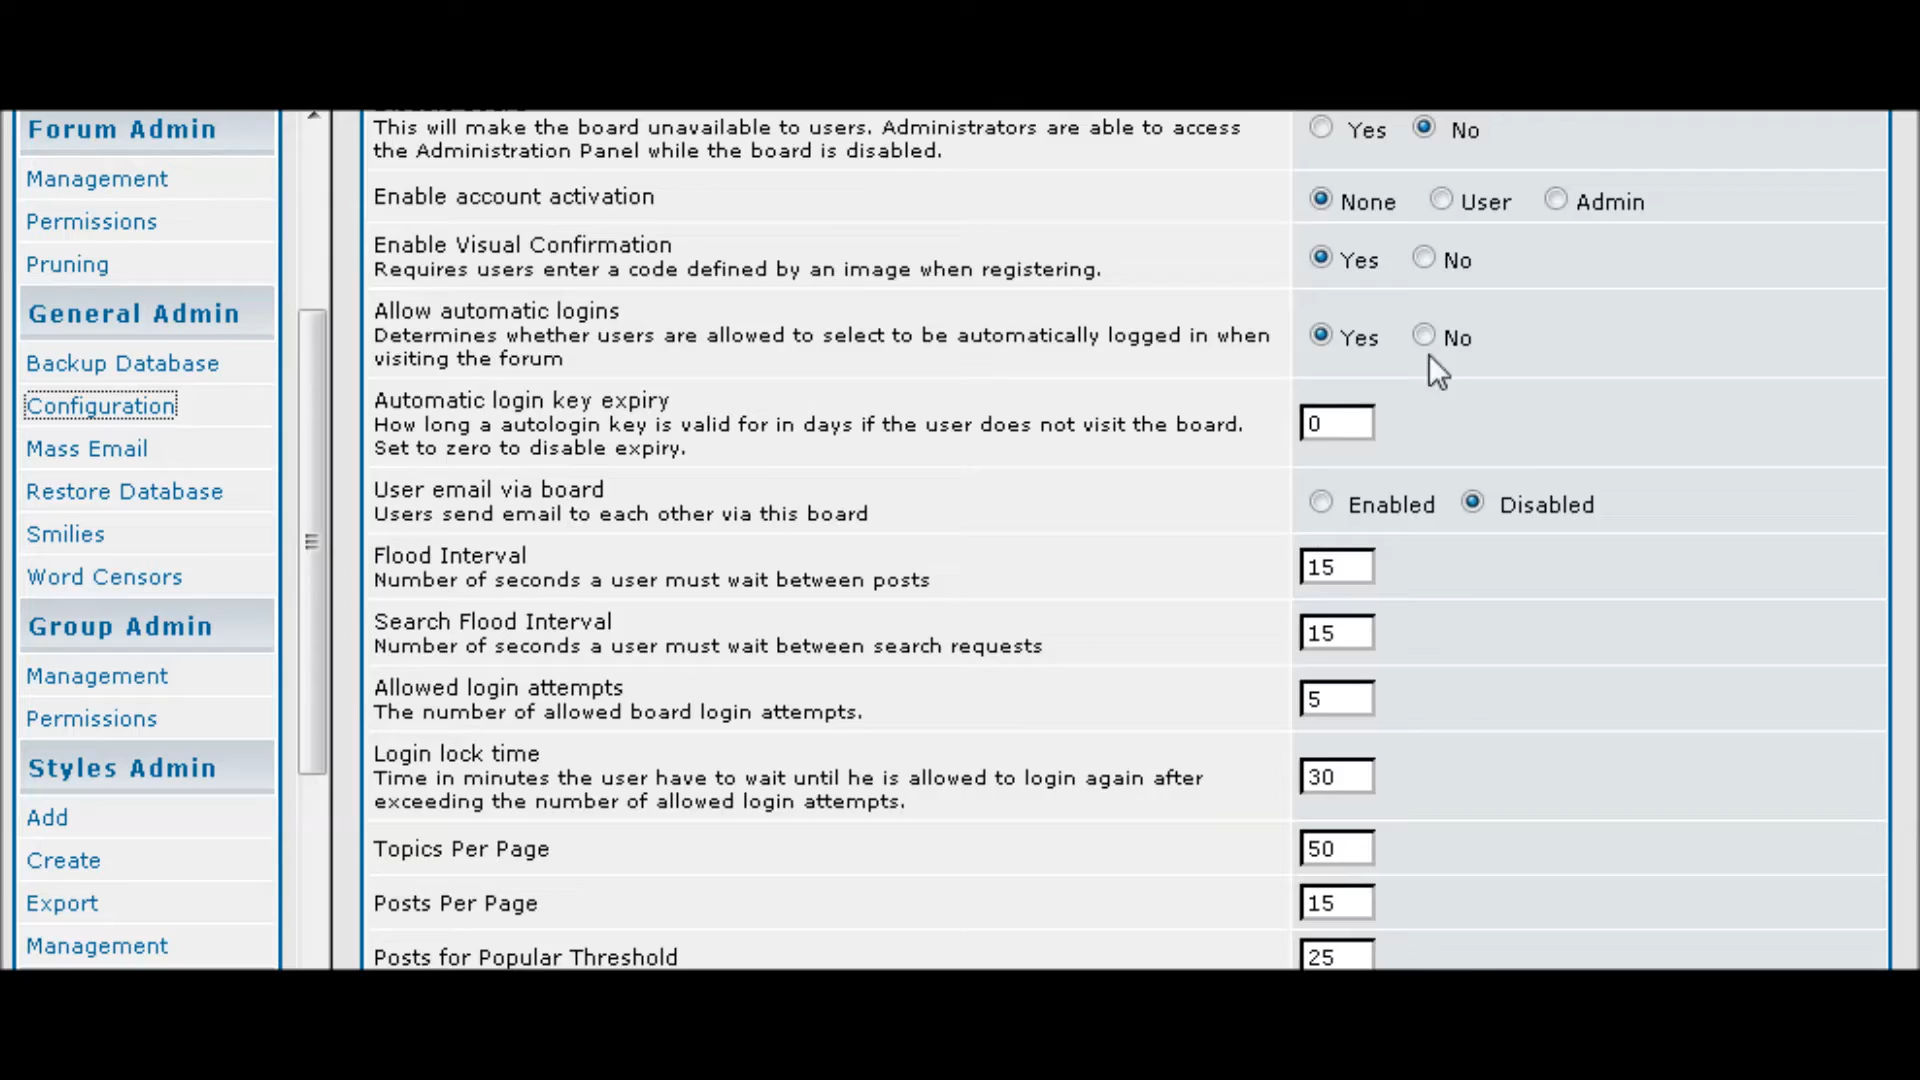 Forum Admin
Management
Permissions
Pruning
General Admin
Backup Database
Configuration
Mass Email
Restore Database
Smilies
Word Censors
Group Admin
Management
Permissions
Styles Admin
Add
Create
Export
Management
This will make the board unavailable to users. Administrators are able to access
the Administration Panel while the board is disabled.
Yes No
Enable account activation
None User Admin
Enable Visual Confirmation
Requires users enter a code defined by an image when registering.
Yes No
Allow automatic logins
Determines whether users are allowed to select to be automatically logged in when
visiting the forum
Yes No
Automatic login key expiry
How long a autologin key is valid for in days if the user does not visit the board.
Set to zero to disable expiry.
0
User email via board
Users send email to each other via this board
Enabled Disabled
Flood Interval
Number of seconds a user must wait between posts
15
Search Flood Interval
Number of seconds a user must wait between search requests
15
Allowed login attempts
The number of allowed board login attempts.
5
Login lock time
Time in minutes the user have to wait until he is allowed to login again after
exceeding the number of allowed login attempts.
30
Topics Per Page
50
Posts Per Page
15
Posts for Popular Threshold
25